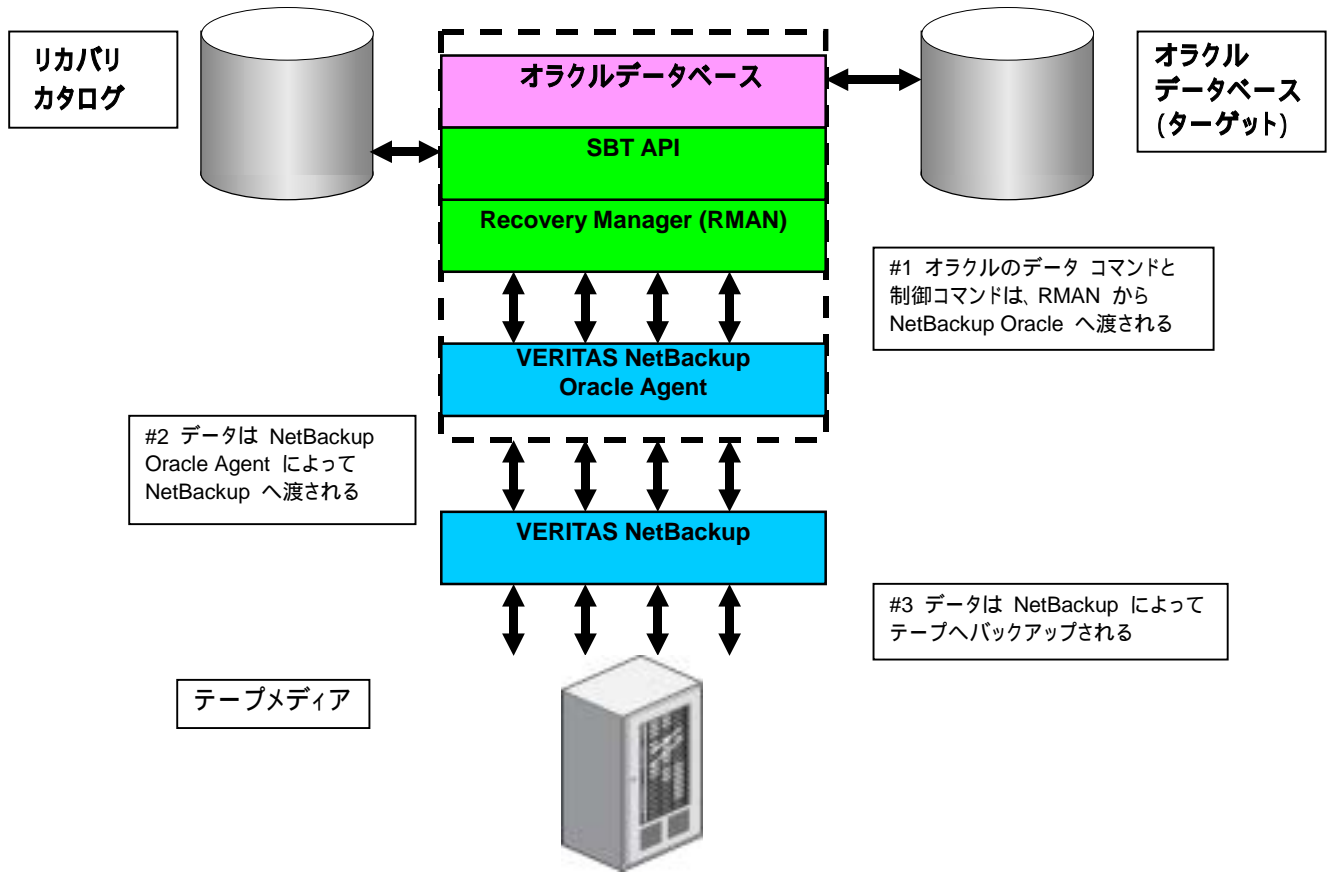 リカバリ
カタログ
オラクルデータベース
SBT API
Recovery Manager (RMAN)
オラクル
データベース
(ターゲット)
#1 オラクルのデータ コマンドと
制御コマンドは、RMAN から
NetBackup Oracle へ渡される
VERITAS NetBackup
Oracle Agent
#2 データは NetBackup
Oracle Agent によって
NetBackup へ渡される
VERITAS NetBackup
#3 データは NetBackup によって
テープへバックアップされる
テープメディア